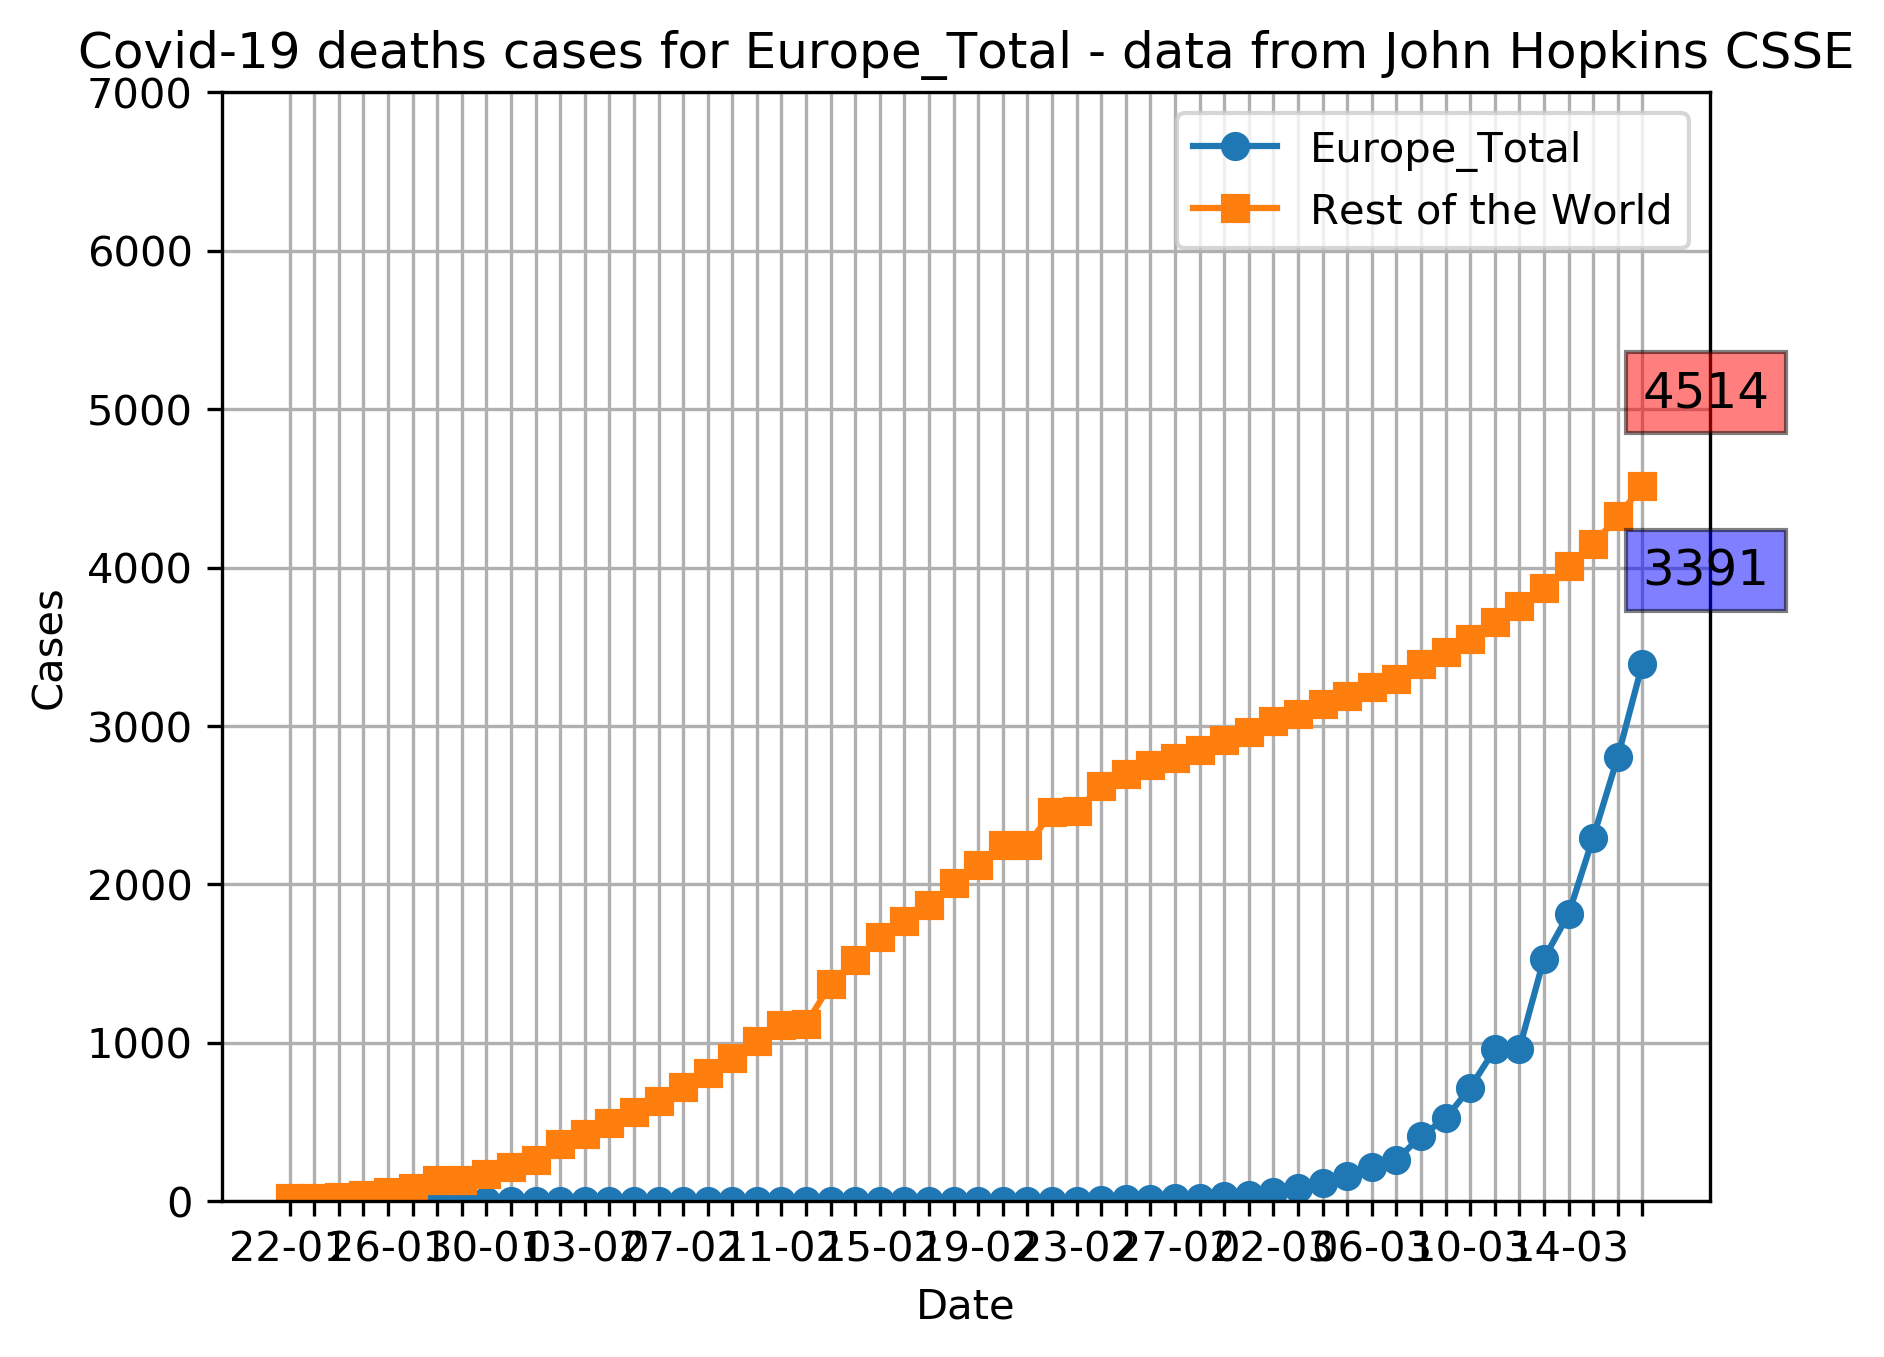 Covid-19 deaths cases for Europe_Total - data from John Hopkins CSSE
7000
6000
5000
4000
3000
2000
1000
0
Cases
Europe_Total
Rest of the World
4514
3391
22-01 26-01 30-01 03-02 07-02 11-02 15-02 19-02 23-02 27-02 02-03 06-03 10-03 14-03
Date